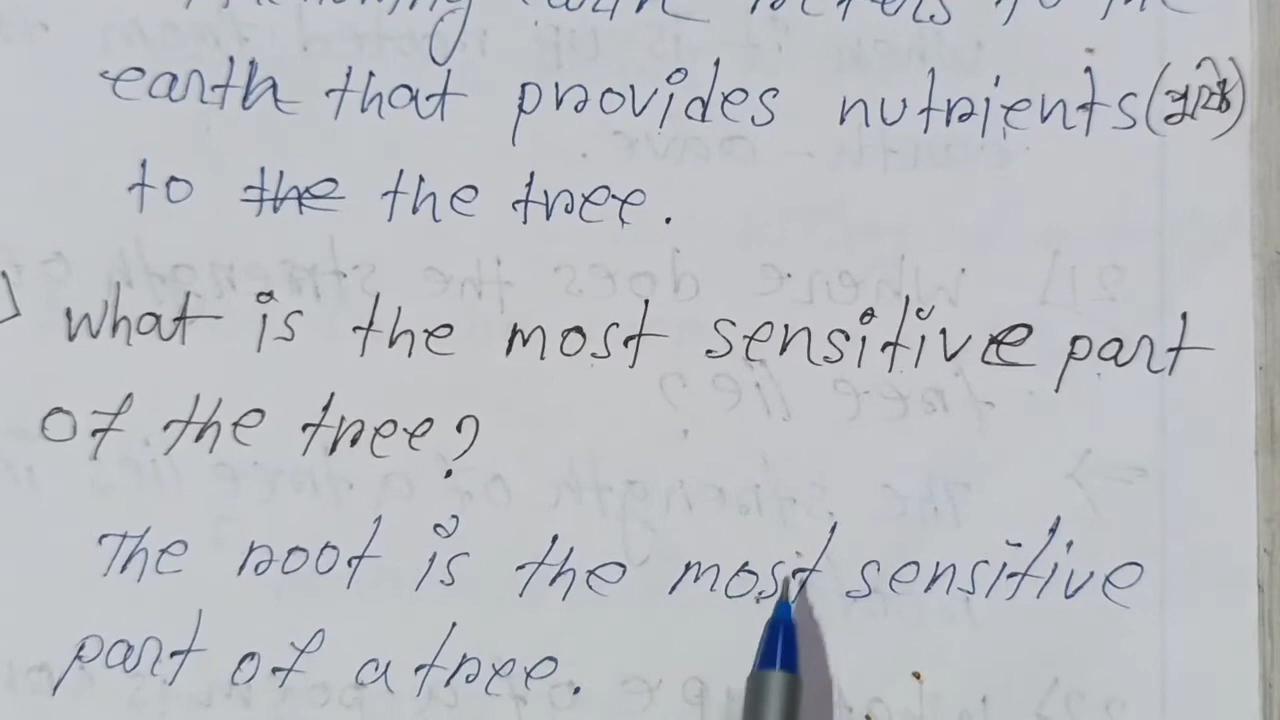 earth that provides nutrients
to the the tree.
What is the most sensitive part
of the tree?
The root is the most sensitive
part of a tree.